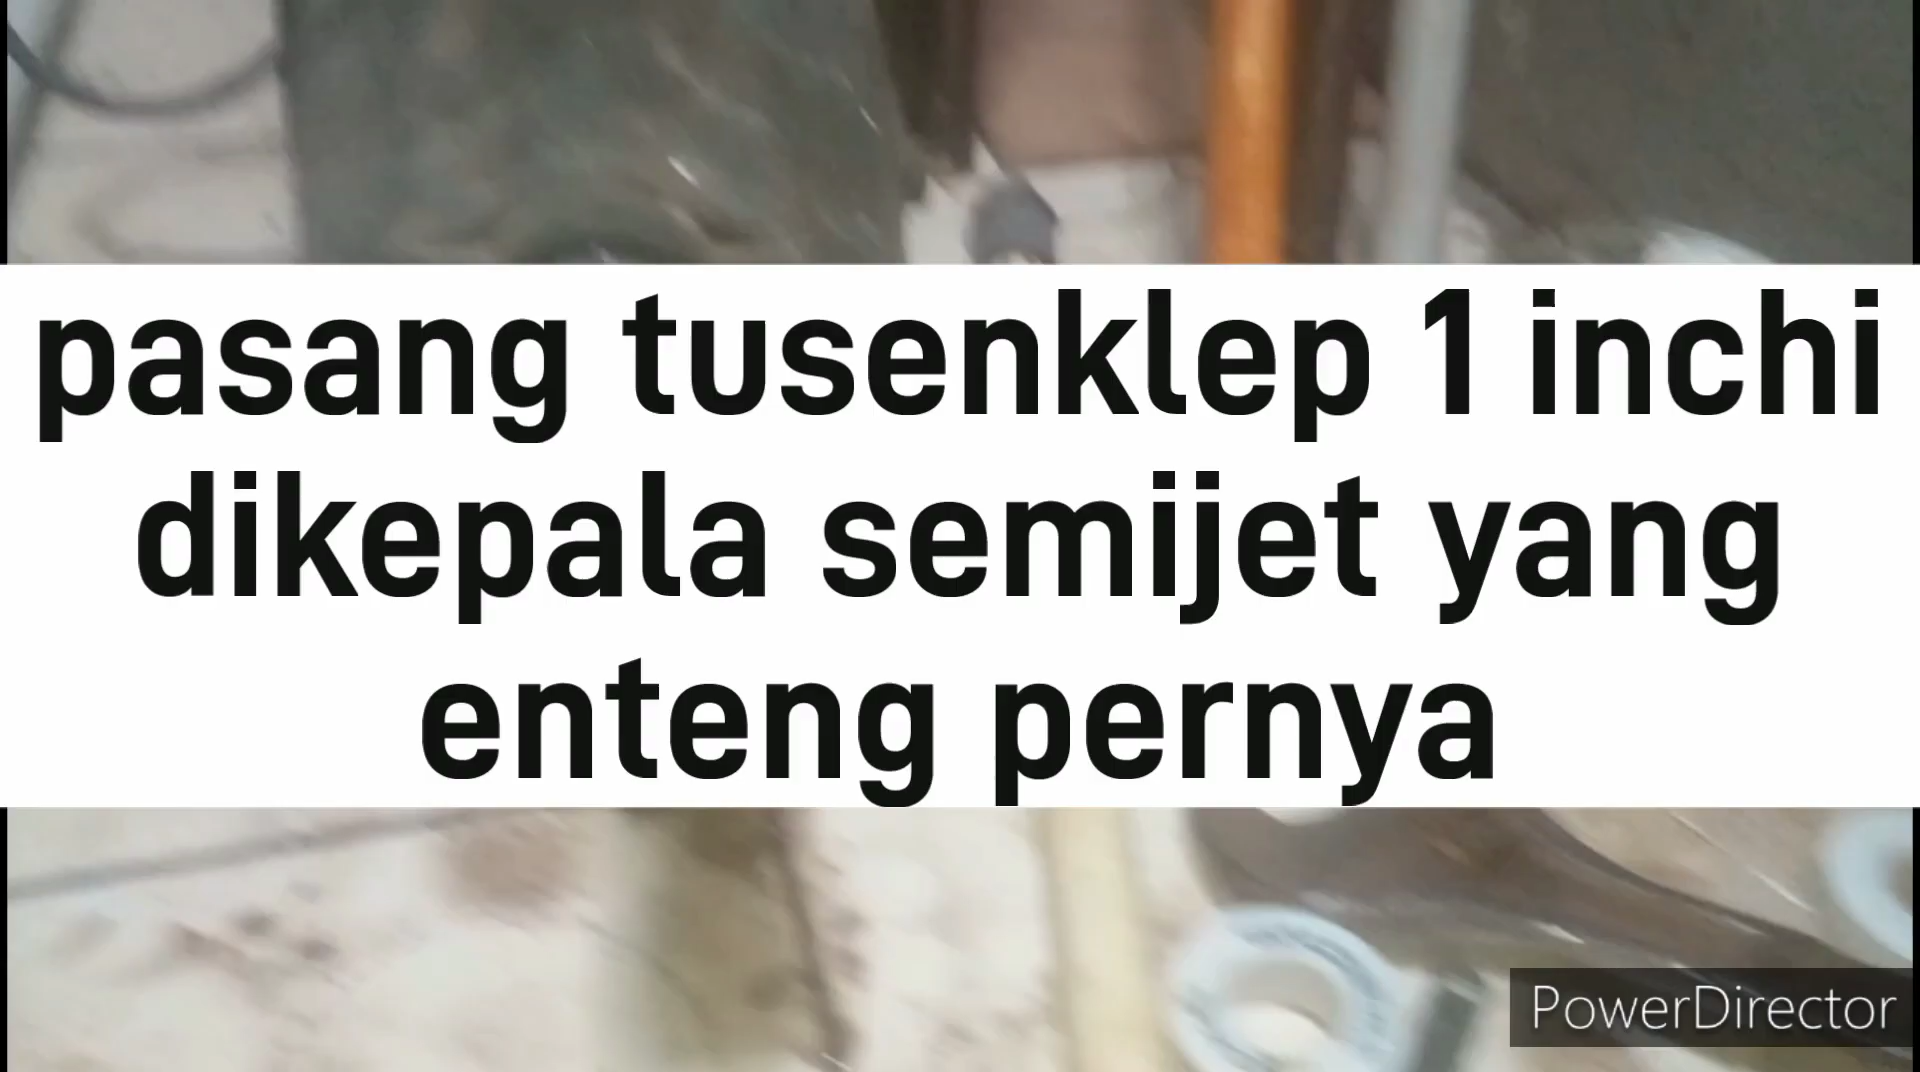 pasang tusenklep 1 inchi
dikepala semijet yang
enteng pernya
PowerDirector